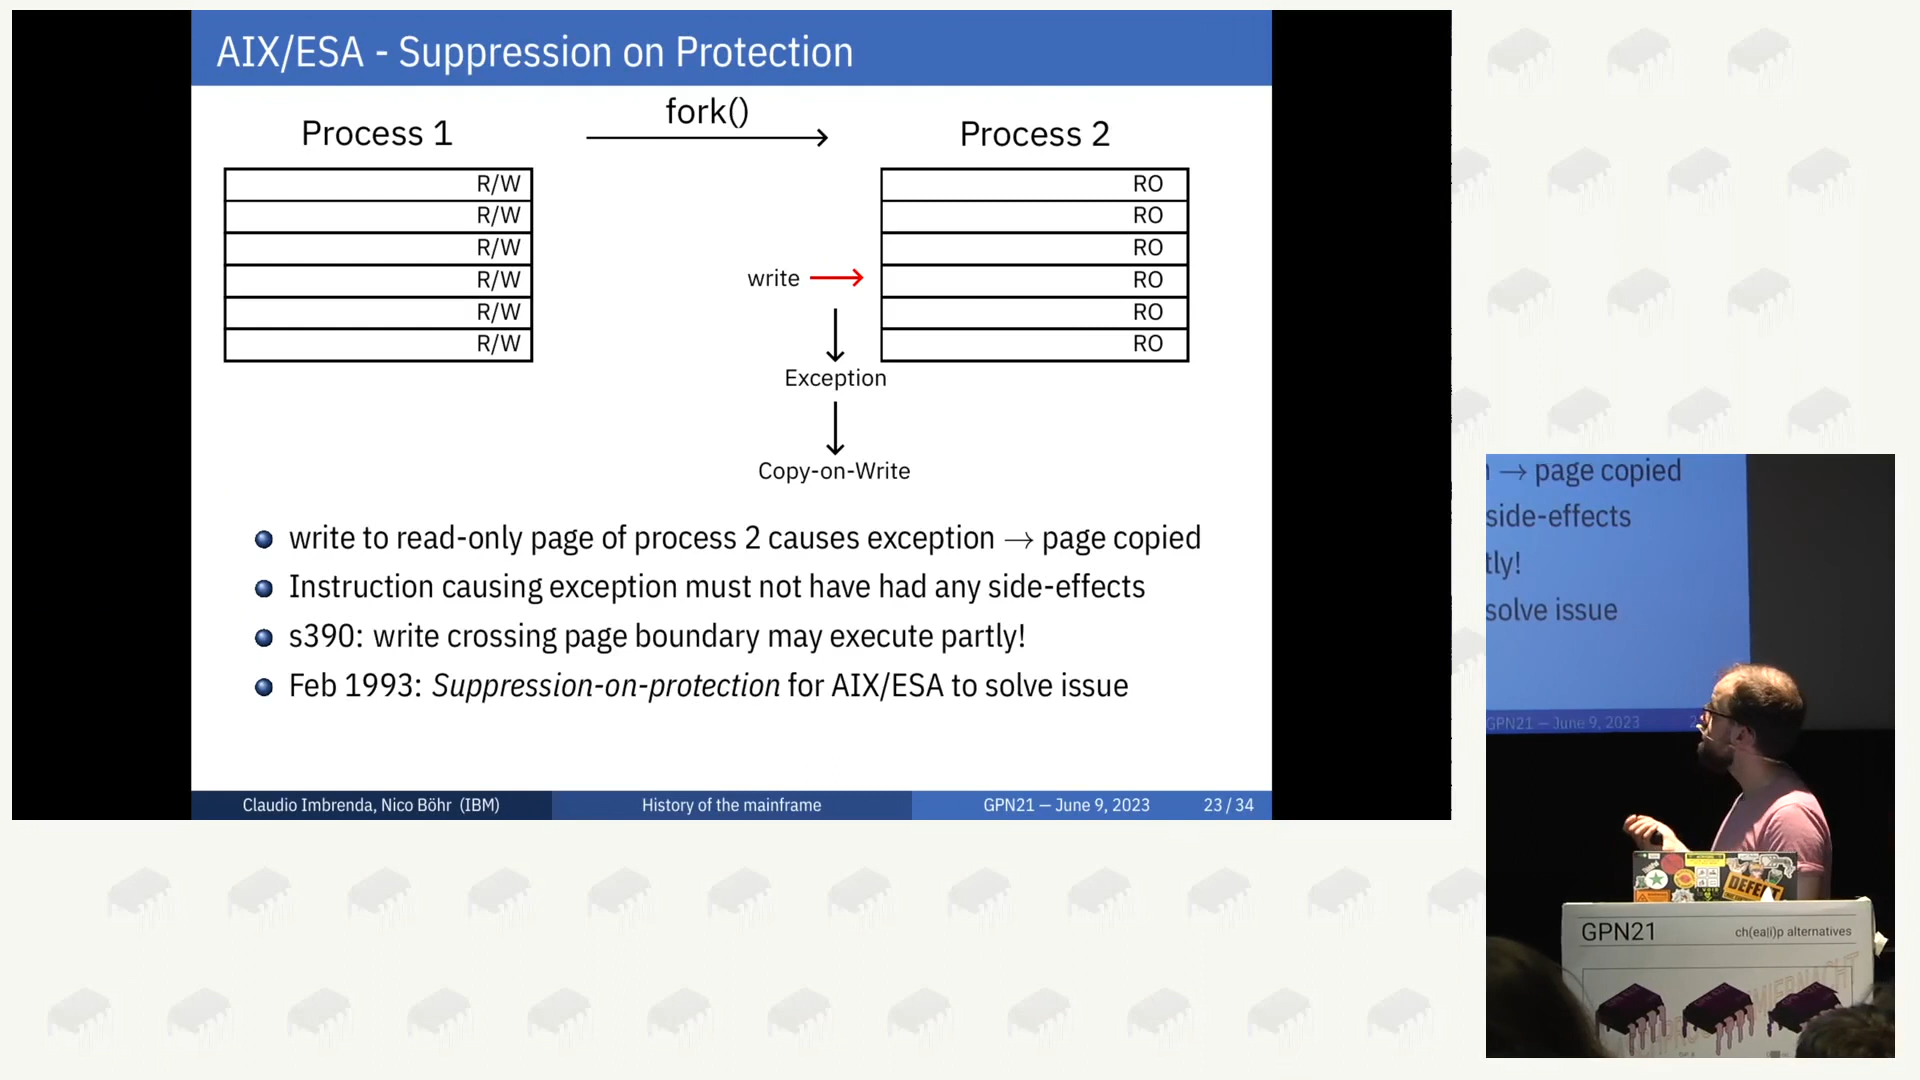 AIX/ESA - Suppression on Protection
fork()
Process 1
Process 2
R/W
R/W
R/W
R/W
R/W
R/W
RO
RO
RO
RO
RO
RO
write
Exception
Copy-on-Write
write to read-only page of process 2 causes exception → page copied
Instruction causing exception must not have had any side-effects
s390: write crossing page boundary may execute partly!
Feb 1993: Suppression-on-protection for AIX/ESA to solve issue
Claudio Imbrenda, Nico Böhr (IBM)
History of the mainframe
GPN21 — June 9, 2023
23 / 34
→ page copied
side-effects
tly!
solve issue
GPN21 — June 9, 2023
DEFEND
GPN21
ch(ea|i)p alternatives